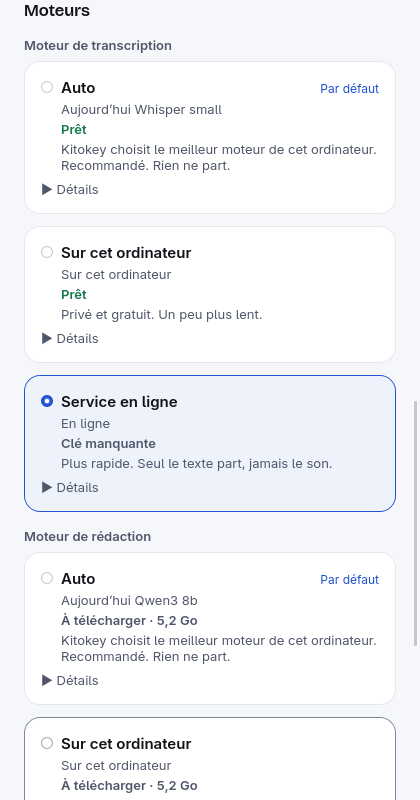 Moteurs
Moteur de transcription
Auto
Par défaut
Aujourd'hui Whisper small
Prêt
Kitokey choisit le meilleur moteur de cet ordinateur.
Recommandé. Rien ne part.
▶ Détails
Sur cet ordinateur
Sur cet ordinateur
Prêt
Privé et gratuit. Un peu plus lent.
▶ Détails
Service en ligne
En ligne
Clé manquante
Plus rapide. Seul le texte part, jamais le son.
▶ Détails
Moteur de rédaction
Auto
Par défaut
Aujourd'hui Qwen3 8b
À télécharger · 5,2 Go
Kitokey choisit le meilleur moteur de cet ordinateur.
Recommandé. Rien ne part.
▶ Détails
Sur cet ordinateur
Sur cet ordinateur
À télécharger · 5,2 Go